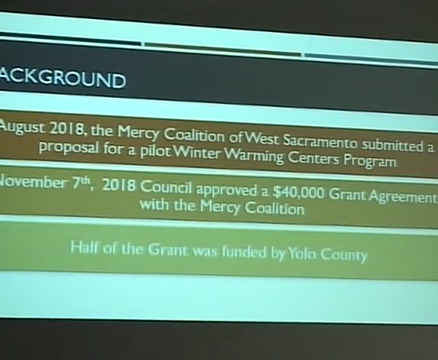 ACKGROUND
August 2018, the Mercy Coalition of West Sacramento submitted a
proposal for a pilot Winter Warming Centers Program
November 7th, 2018 Council approved a $40,000 Grant Agreement
with the Mercy Coalition
Half of the Grant was funded by Yolo County